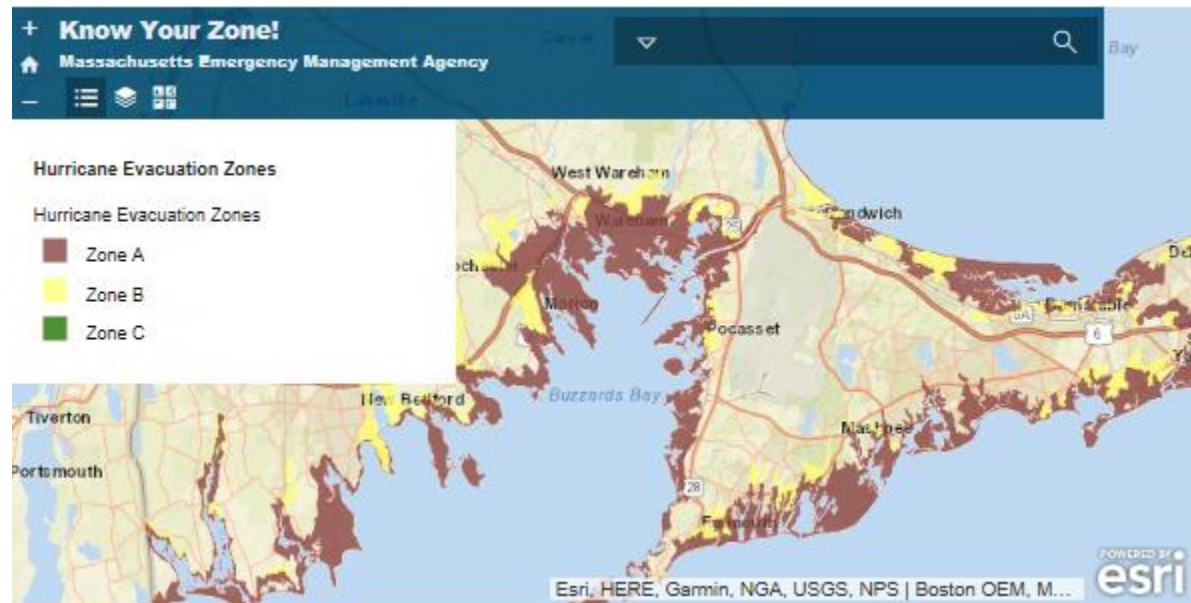 + Know Your Zone!
Massachusetts Emergency Management Agency
–
Bay
Hurricane Evacuation Zones
Hurricane Evacuation Zones
Zone A
Zone B
Zone C
West Wareham
Wareham
25
Marion
Pocasset
6A
6
Buzzards Bay
New Bedford
Tiverton
Portsmouth
Mashpee
28
Falmouth
POWERED BY
esri
Esri, HERE, Garmin, NGA, USGS, NPS | Boston OEM, M...